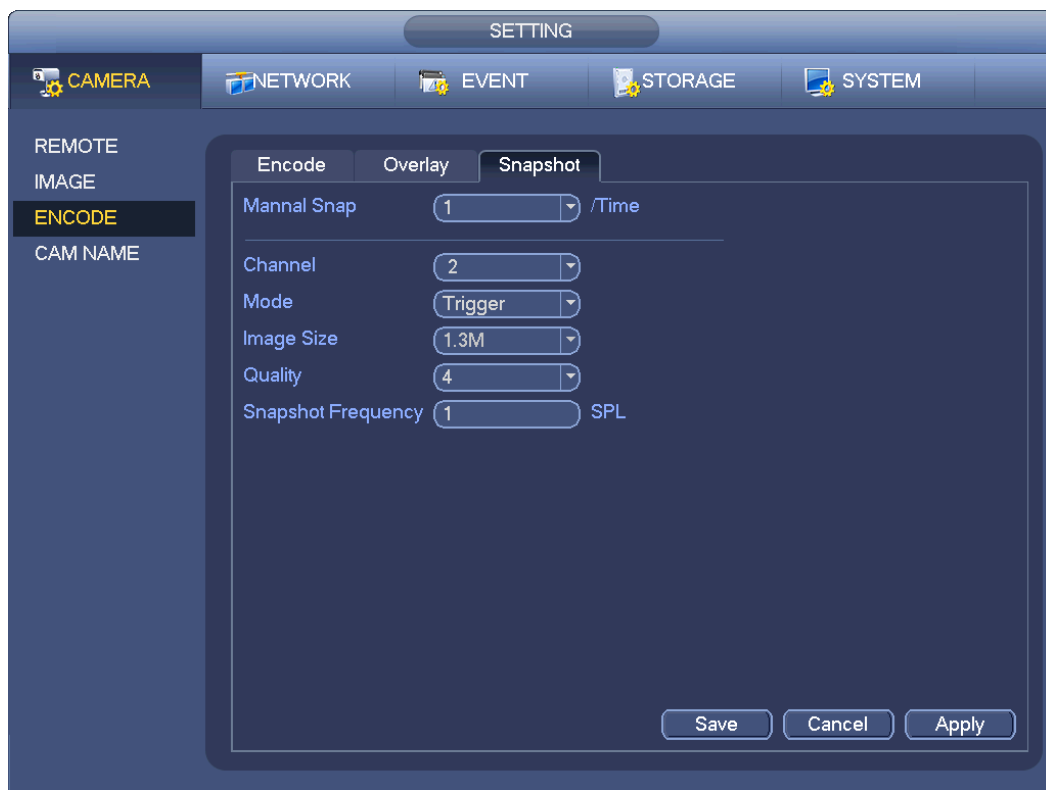 SETTING
CAMERA NETWORK EVENT STORAGE SYSTEM
REMOTE
IMAGE
ENCODE
CAM NAME
Encode Overlay Snapshot
Mannal Snap 1 /Time
Channel 2
Mode Trigger
Image Size 1.3M
Quality 4
Snapshot Frequency 1 SPL
Save Cancel Apply